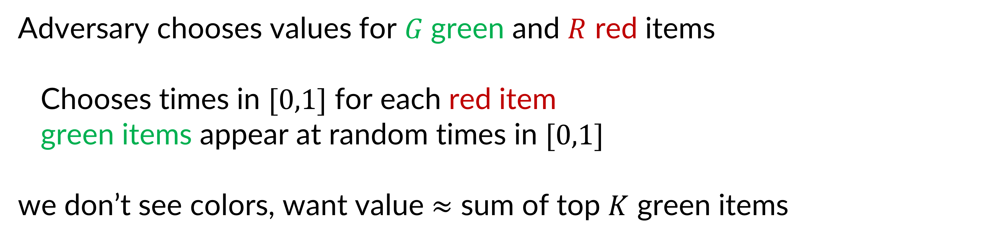 Adversary chooses values for G green and R red items
Chooses times in [0,1] for each red item
green items appear at random times in [0,1]
we don’t see colors, want value ≈ sum of top K green items